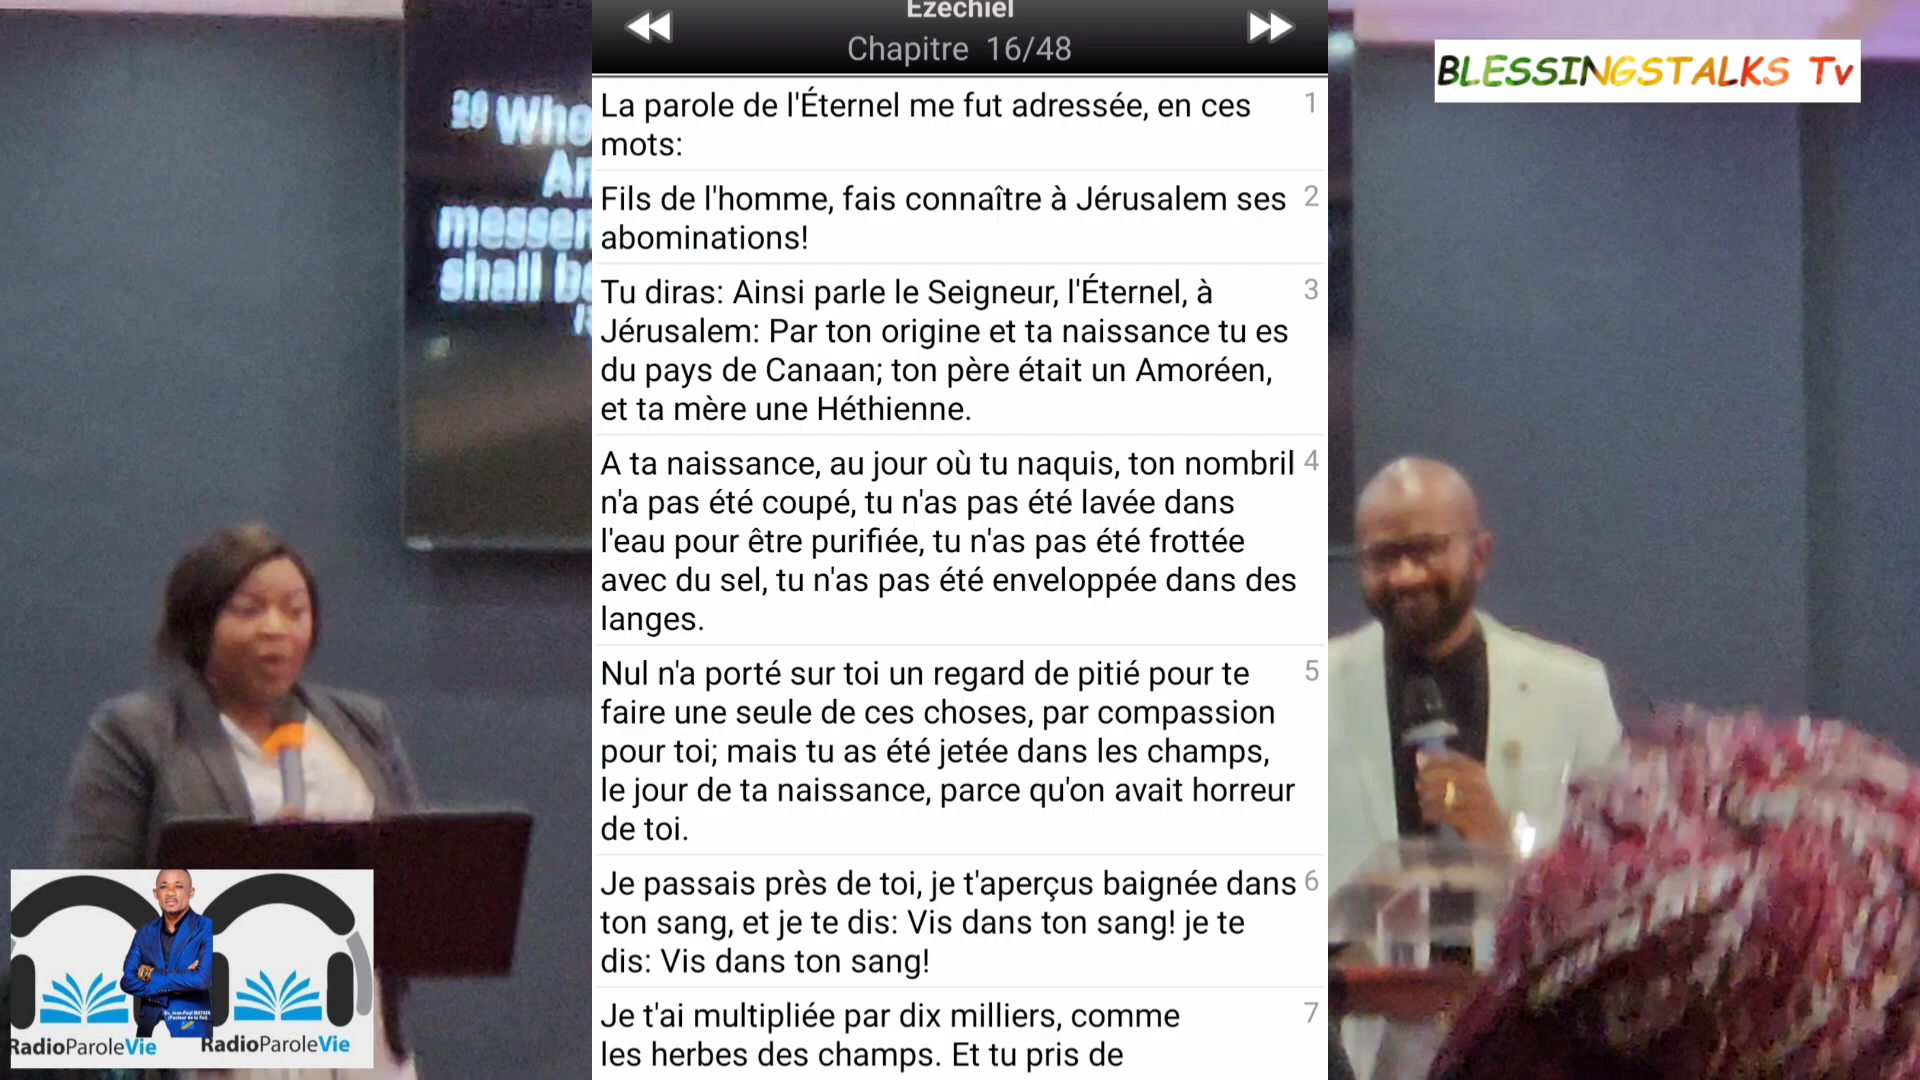 Ezéchiel
Chapitre 16/48
BLESSINGSTALKS Tv
La parole de l'Éternel me fut adressée, en ces 1
mots:
Fils de l'homme, fais connaître à Jérusalem ses 2
abominations!
Tu diras: Ainsi parle le Seigneur, l'Éternel, à 3
Jérusalem: Par ton origine et ta naissance tu es
du pays de Canaan; ton père était un Amoréen,
et ta mère une Héthienne.
A ta naissance, au jour où tu naquis, ton nombril 4
n'a pas été coupé, tu n'as pas été lavée dans
l'eau pour être purifiée, tu n'as pas été frottée
avec du sel, tu n'as pas été enveloppée dans des
langes.
Nul n'a porté sur toi un regard de pitié pour te 5
faire une seule de ces choses, par compassion
pour toi; mais tu as été jetée dans les champs,
le jour de ta naissance, parce qu'on avait horreur
de toi.
Je passais près de toi, je t'aperçus baignée dans 6
ton sang, et je te dis: Vis dans ton sang! je te
dis: Vis dans ton sang!
Je t'ai multipliée par dix milliers, comme 7
les herbes des champs. Et tu pris de
Who
An
messen
shall be
RadioParoleVie
RadioParoleVie